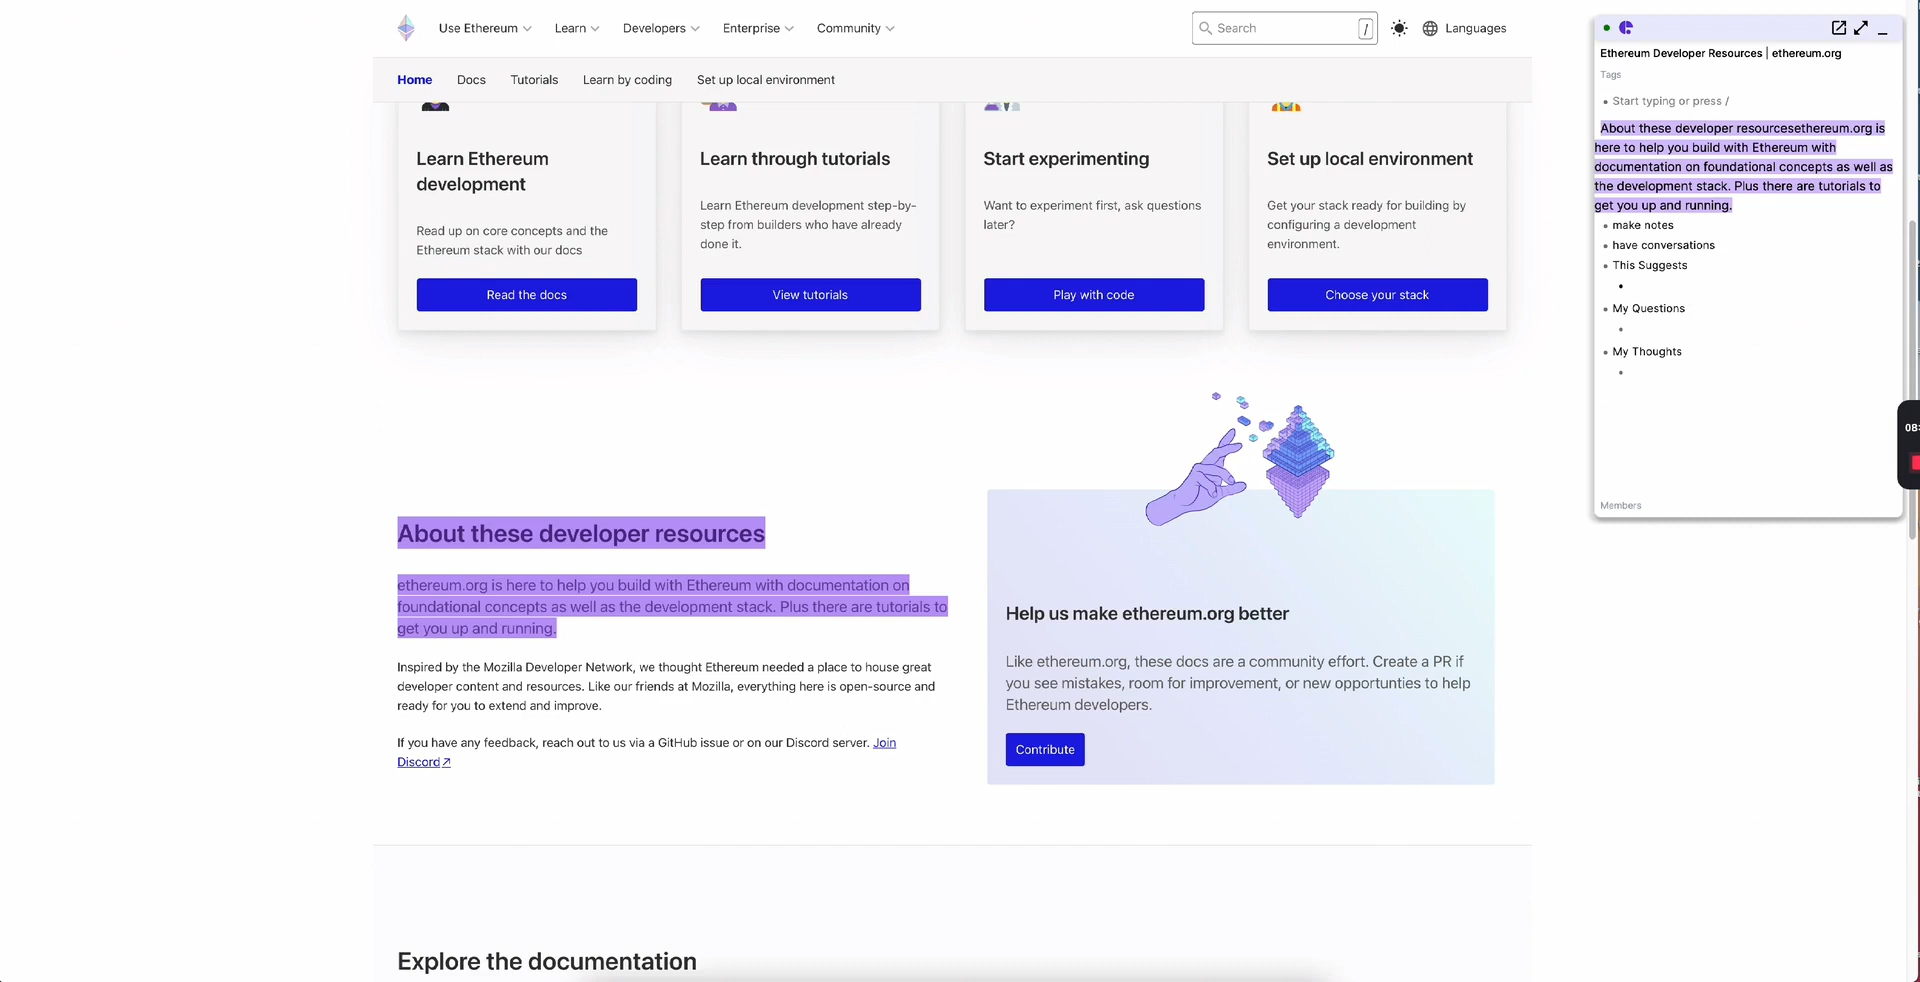 Use Ethereum
Learn
Developers
Enterprise
Community
Search
/
Languages
Home
Docs
Tutorials
Learn by coding
Set up local environment
Learn Ethereum
development
Read up on core concepts and the
Ethereum stack with our docs
Read the docs
Learn through tutorials
Learn Ethereum development step-by-
step from builders who have already
done it.
View tutorials
Start experimenting
Want to experiment first, ask questions
later?
Play with code
Set up local environment
Get your stack ready for building by
configuring a development
environment.
Choose your stack
About these developer resources
ethereum.org is here to help you build with Ethereum with documentation on
foundational concepts as well as the development stack. Plus there are tutorials to
get you up and running.
Inspired by the Mozilla Developer Network, we thought Ethereum needed a place to house great
developer content and resources. Like our friends at Mozilla, everything here is open-source and
ready for you to extend and improve.
If you have any feedback, reach out to us via a GitHub issue or on our Discord server. Join
Discord
Help us make ethereum.org better
Like ethereum.org, these docs are a community effort. Create a PR if
you see mistakes, room for improvement, or new opportunties to help
Ethereum developers.
Contribute
Explore the documentation
Ethereum Developer Resources | ethereum.org
Tags
Start typing or press /
About these developer resourcesethereum.org is
here to help you build with Ethereum with
documentation on foundational concepts as well as
the development stack. Plus there are tutorials to
get you up and running.
make notes
have conversations
This Suggests
My Questions
My Thoughts
Members
08: